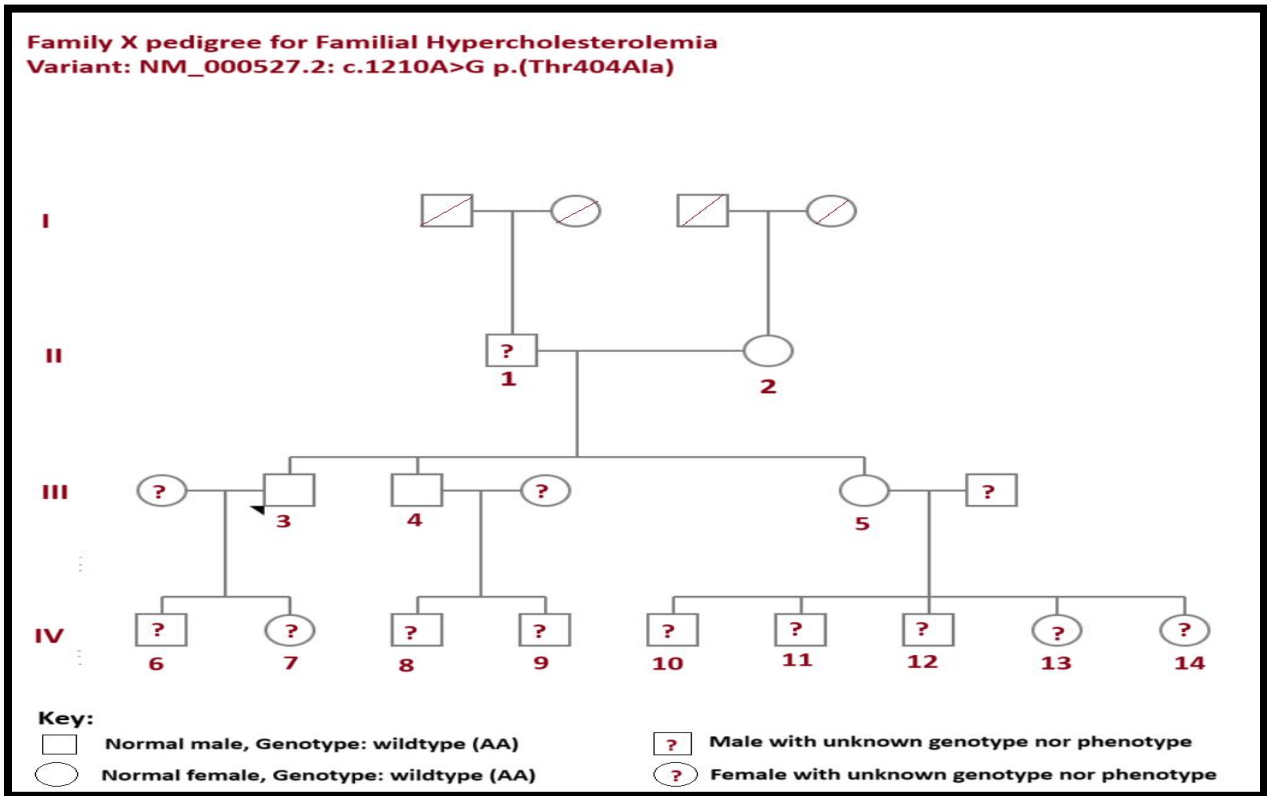 Family X pedigree for Familial Hypercholesterolemia
Variant: NM_000527.2: c.1210A>G p.(Thr404Ala)
I
II
?
1
2
III
?
3
4
?
5
?
IV
? ? ? ? ? ? ? ? ?
6 7 8 9 10 11 12 13 14
Key:
Normal male, Genotype: wildtype (AA)
? Male with unknown genotype nor phenotype
Normal female, Genotype: wildtype (AA)
? Female with unknown genotype nor phenotype